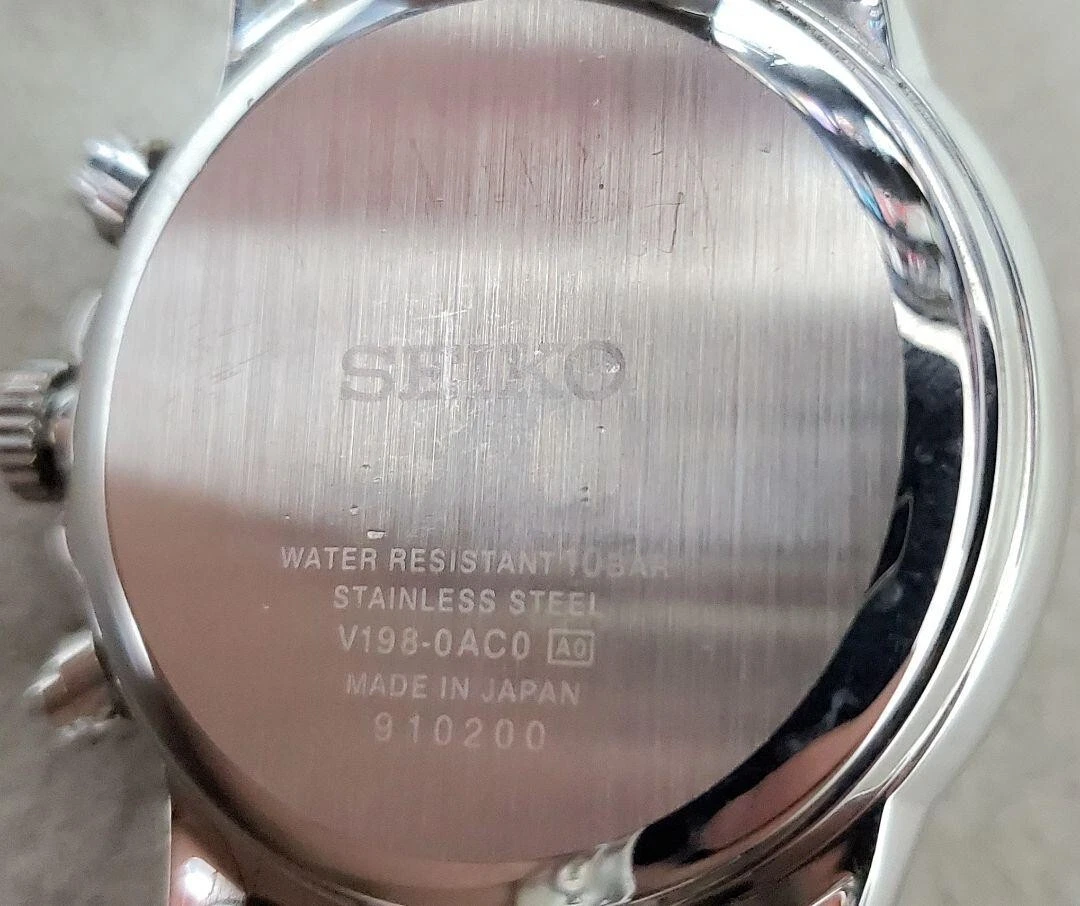 SEIKO
WATER RESISTANT 10BAR
STAINLESS STEEL
V198-0AC0 A0
MADE IN JAPAN
910200